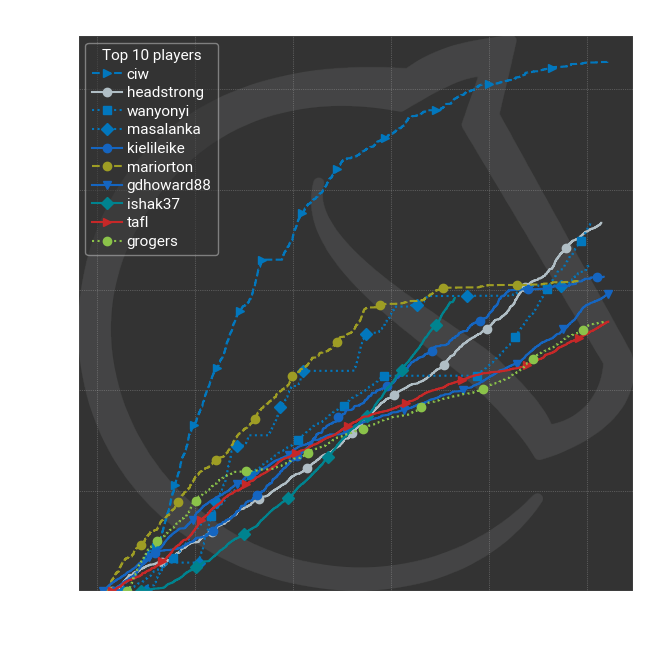 Top 10 players
ciw
headstrong
wanyonyi
masalanka
kielileike
mariorton
gdhoward88
ishak37
tafl
grogers